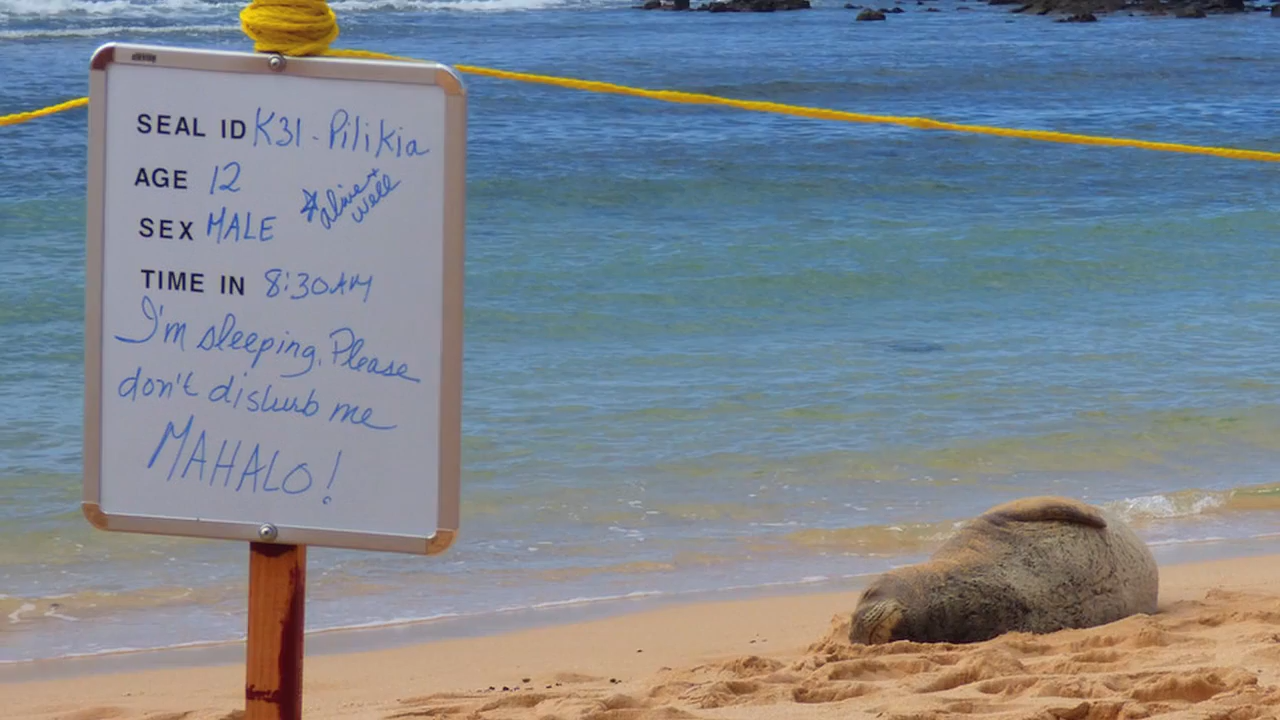 SEAL ID K31 - Pilikia
AGE 12
*alive + well
SEX MALE
TIME IN 8:30AM
I'm sleeping. Please
don't disturb me
MAHALO!